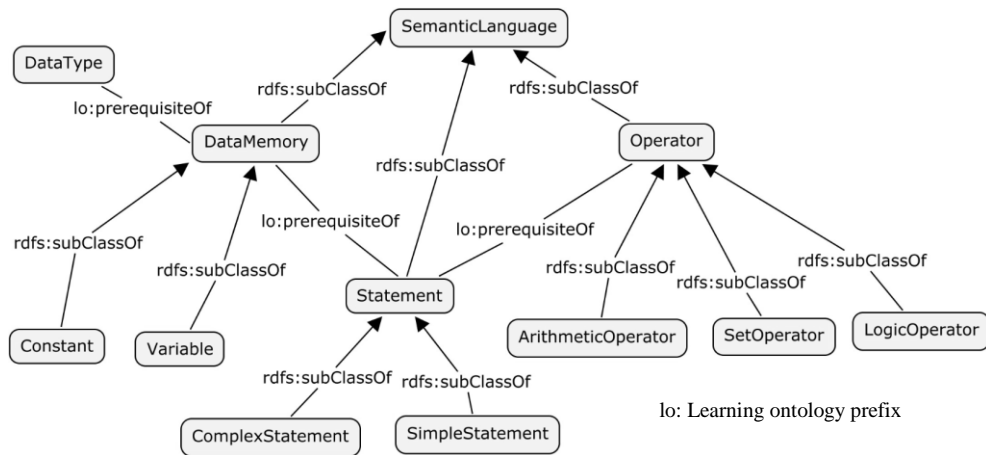 SemanticLanguage
DataType
rdfs:subClassOf
rdfs:subClassOf
lo:prerequisiteOf
DataMemory
Operator
rdfs:subClassOf
lo:prerequisiteOf
lo:prerequisiteOf
rdfs:subClassOf
rdfs:subClassOf
rdfs:subClassOf
rdfs:subClassOf
rdfs:subClassOf
Statement
Constant
Variable
ArithmeticOperator
SetOperator
LogicOperator
rdfs:subClassOf
rdfs:subClassOf
lo: Learning ontology prefix
ComplexStatement
SimpleStatement